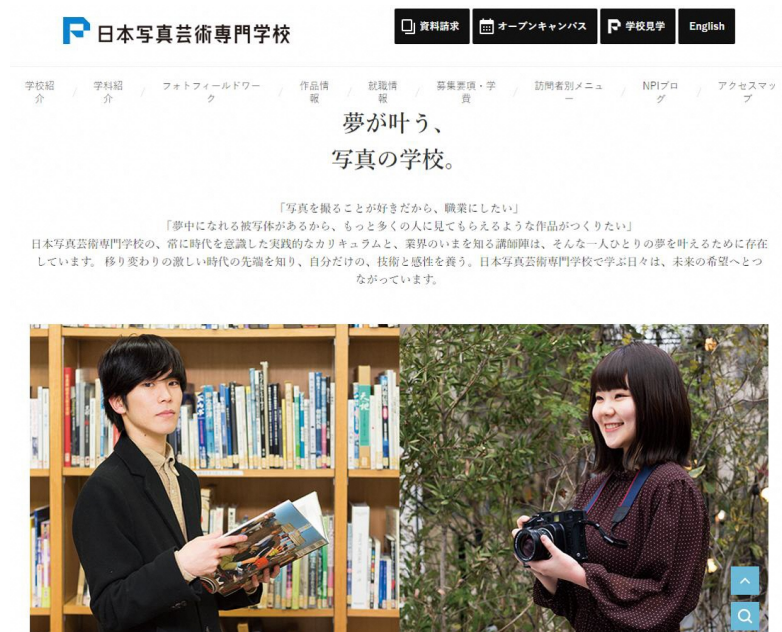 日本写真芸術専門学校
資料請求
オープンキャンパス
学校見学
English
学校紹
介
学科紹
介
フォトフィールドワー
ク
作品情
報
就職情
報
募集要項・学
費
訪問者別メニュ
ー
NPIブロ
グ
アクセスマッ
プ
夢が叶う、
写真の学校。
「写真を撮ることが好きだから、職業にしたい」
「夢中になれる被写体があるから、もっと多くの人に見てもらえるような作品がつくりたい」
日本写真芸術専門学校の、常に時代を意識した実践的なカリキュラムと、業界のいまを知る講師陣は、そんな一人ひとりの夢を叶えるために存在
しています。 移り変わりの激しい時代の先端を知り、自分だけの、技術と感性を養う。日本写真芸術専門学校で学ぶ日々は、未来の希望へとつ
ながっています。